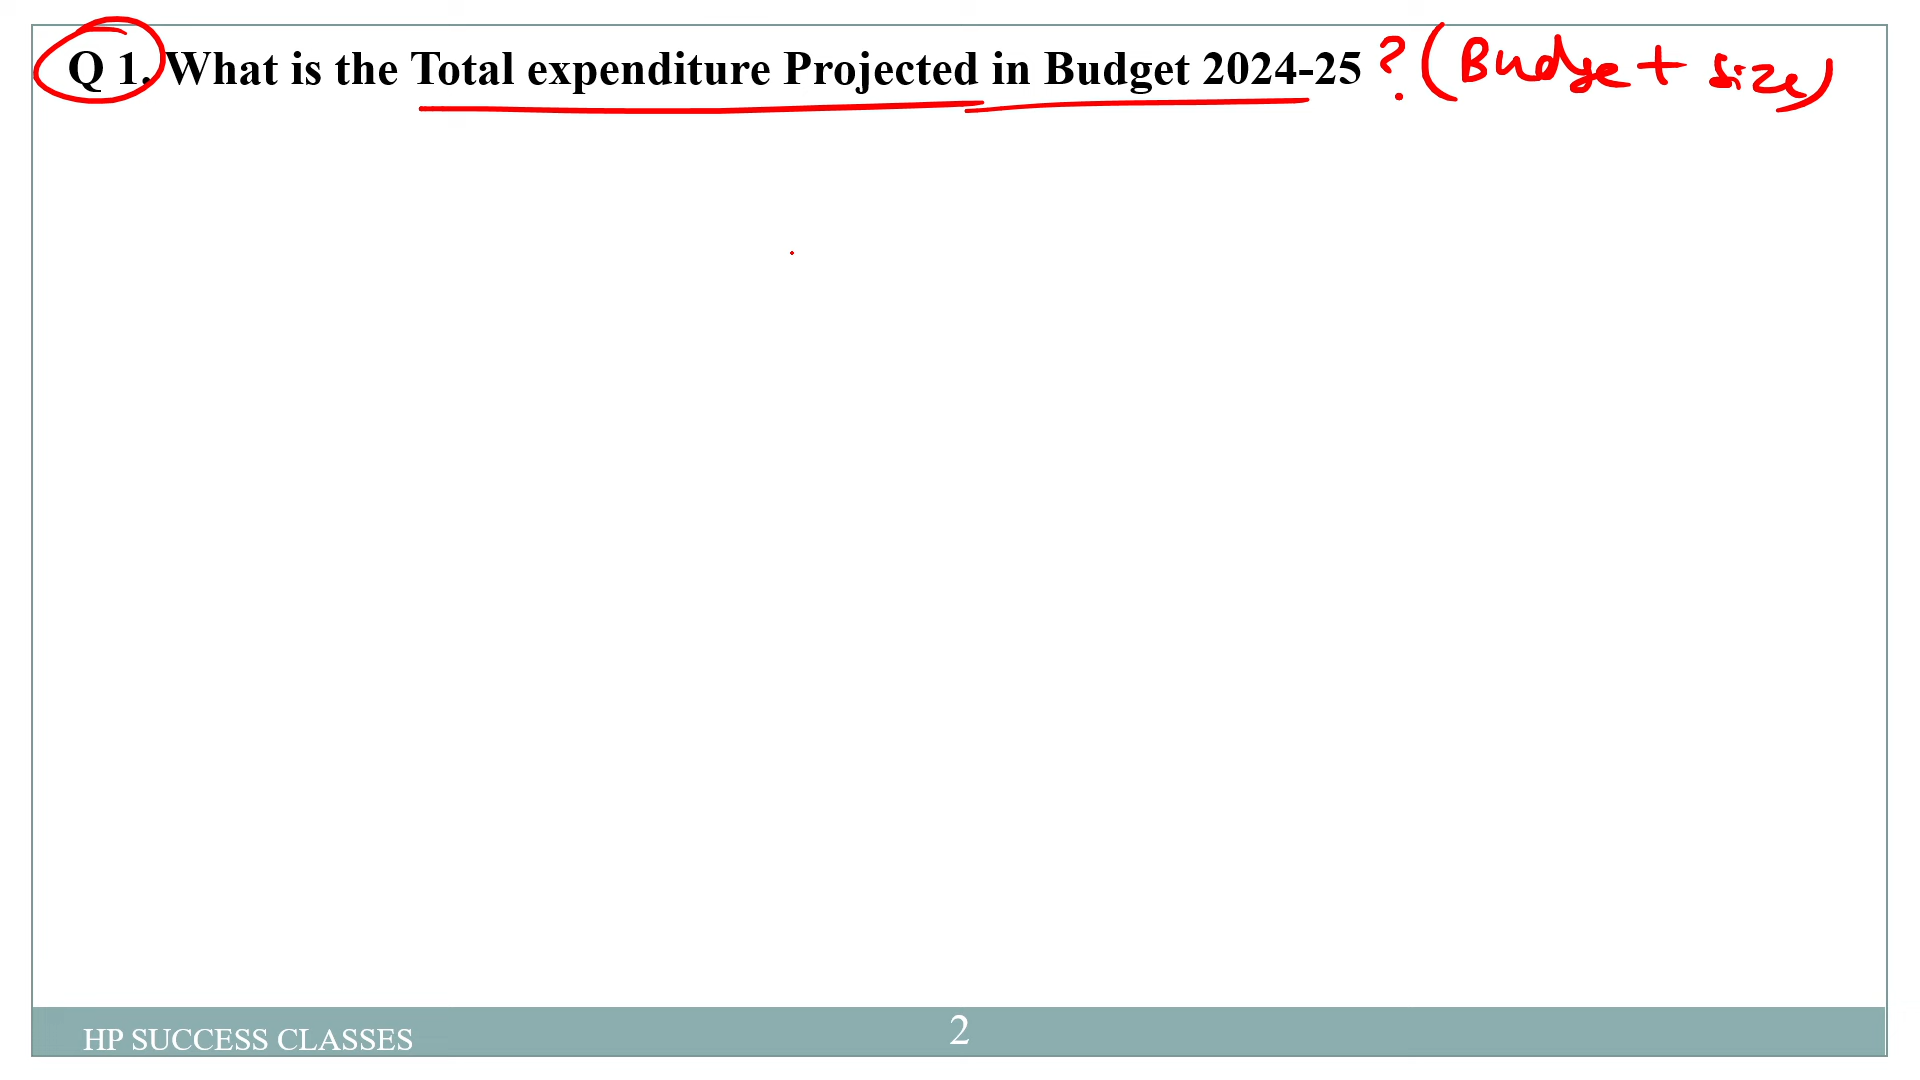 Q 1. What is the Total expenditure Projected in Budget 2024-25 ? (Budget size)
HP SUCCESS CLASSES
2